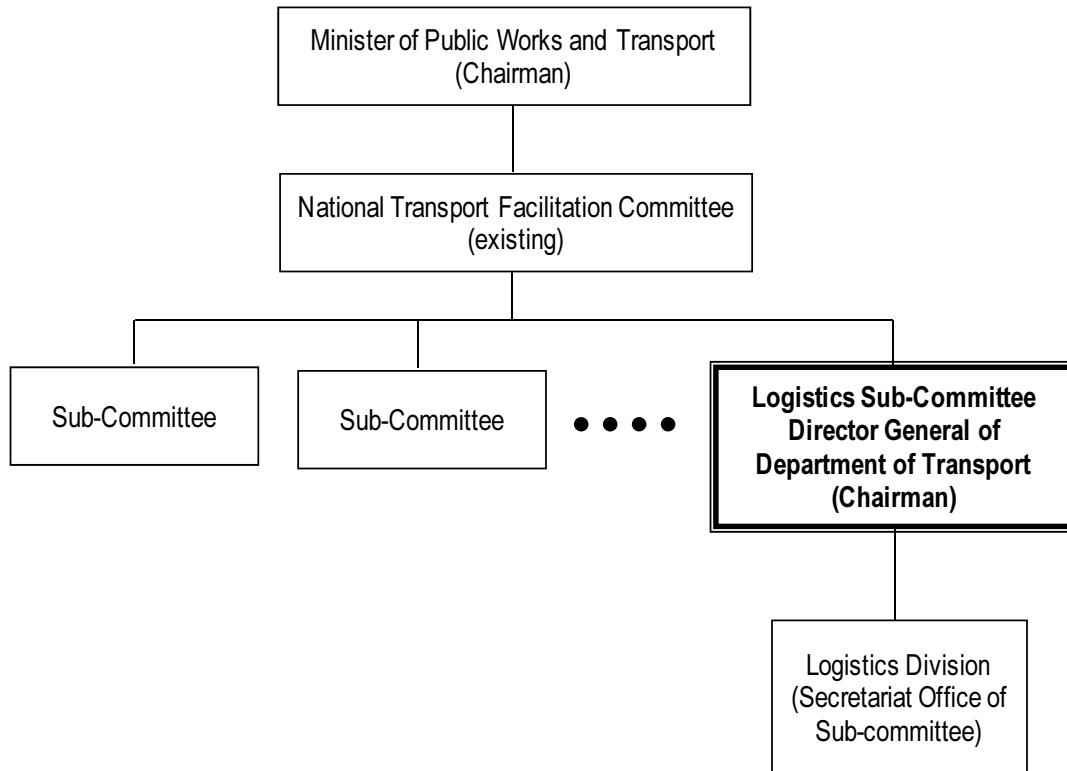 Minister of Public Works and Transport
(Chairman)
National Transport Facilitation Committee
(existing)
Sub-Committee
Sub-Committee
Logistics Sub-Committee
Director General of
Department of Transport
(Chairman)
Logistics Division
(Secretariat Office of
Sub-committee)